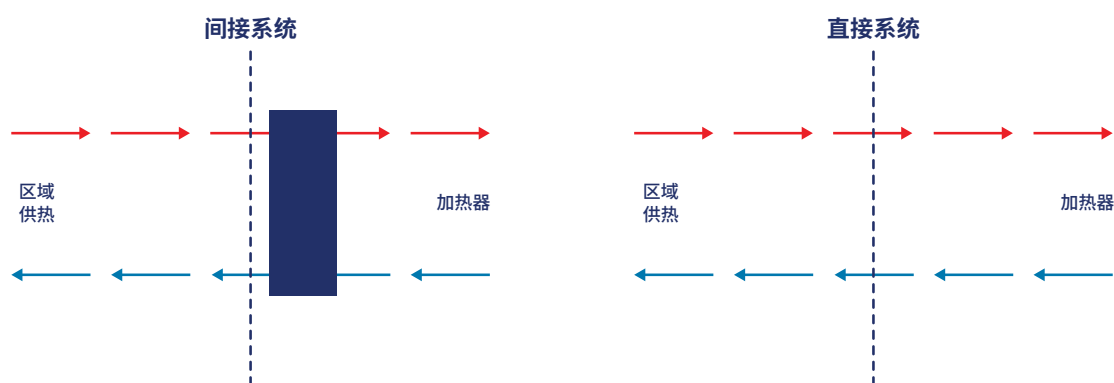 间接系统
直接系统
区域
供热
加热器
区域
供热
加热器